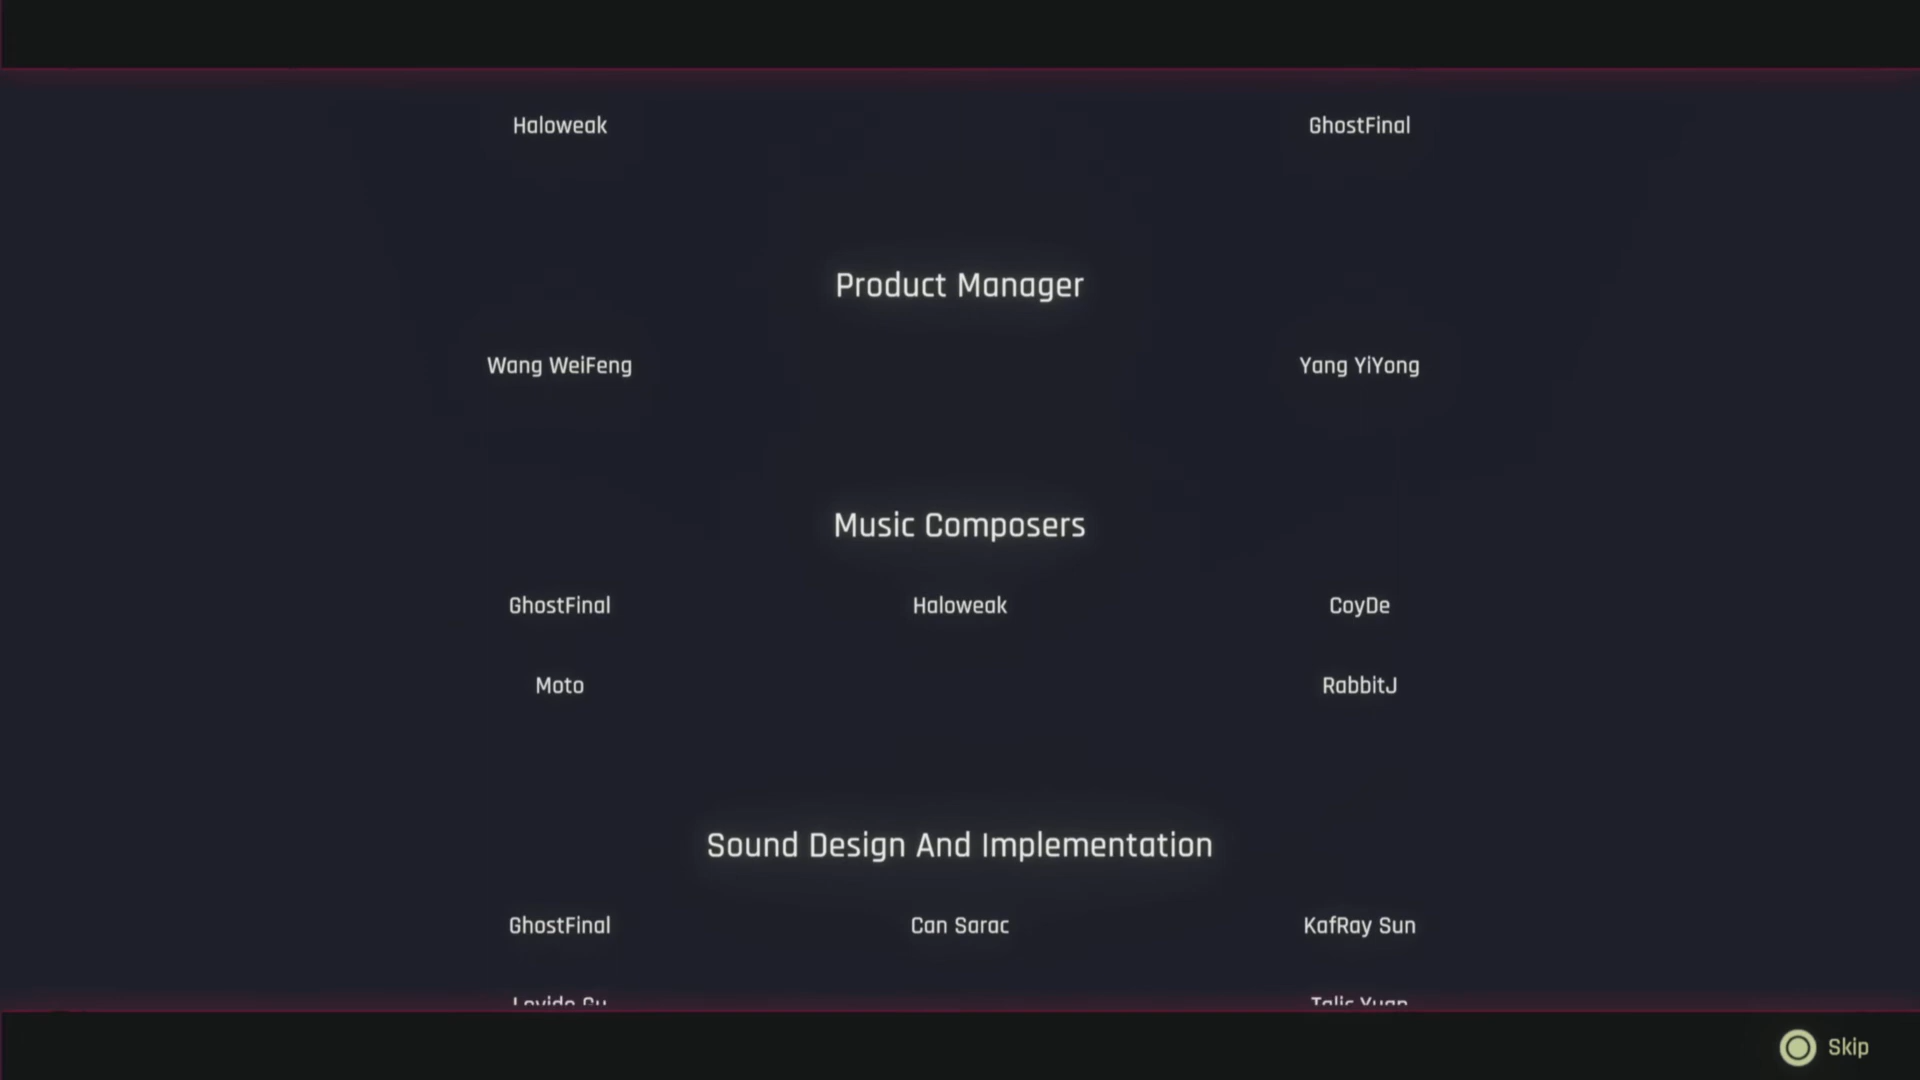 Haloweak GhostFinal
Product Manager
Wang WeiFeng Yang YiYong
Music Composers
GhostFinal Haloweak CoyDe
Moto RabbitJ
Sound Design And Implementation
GhostFinal Can Sarac KafRay Sun
Skip